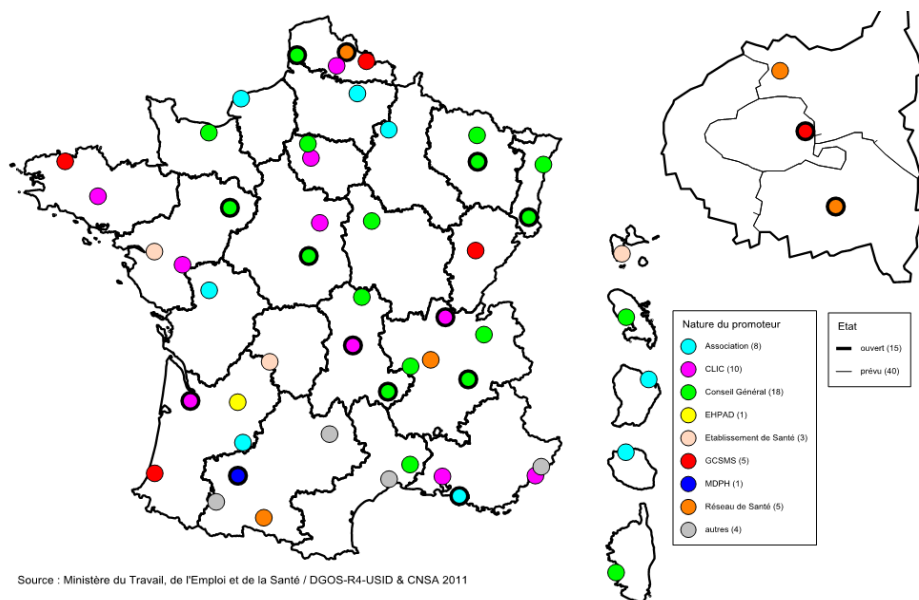 Nature du promoteur
Association (8)
CLIC (10)
Conseil Général (18)
EHPAD (1)
Etablissement de Santé (3)
GCSMS (5)
MDPH (1)
Réseau de Santé (5)
autres (4)
Etat
ouvert (15)
prévu (40)
Source : Ministère du Travail, de l'Emploi et de la Santé / DGOS-R4-USID & CNSA 2011